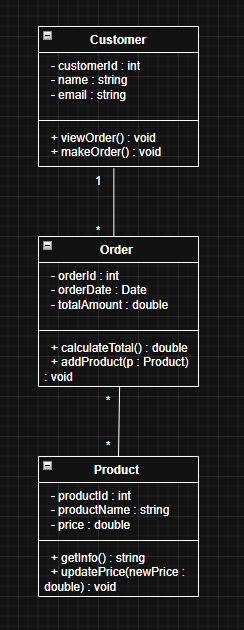 Customer
- customerId : int
- name : string
- email : string
+ viewOrder() : void
+ makeOrder() : void
1
*
Order
- orderId : int
- orderDate : Date
- totalAmount : double
+ calculateTotal() : double
+ addProduct(p : Product)
: void
*
*
Product
- productId : int
- productName : string
- price : double
+ getInfo() : string
+ updatePrice(newPrice :
double) : void